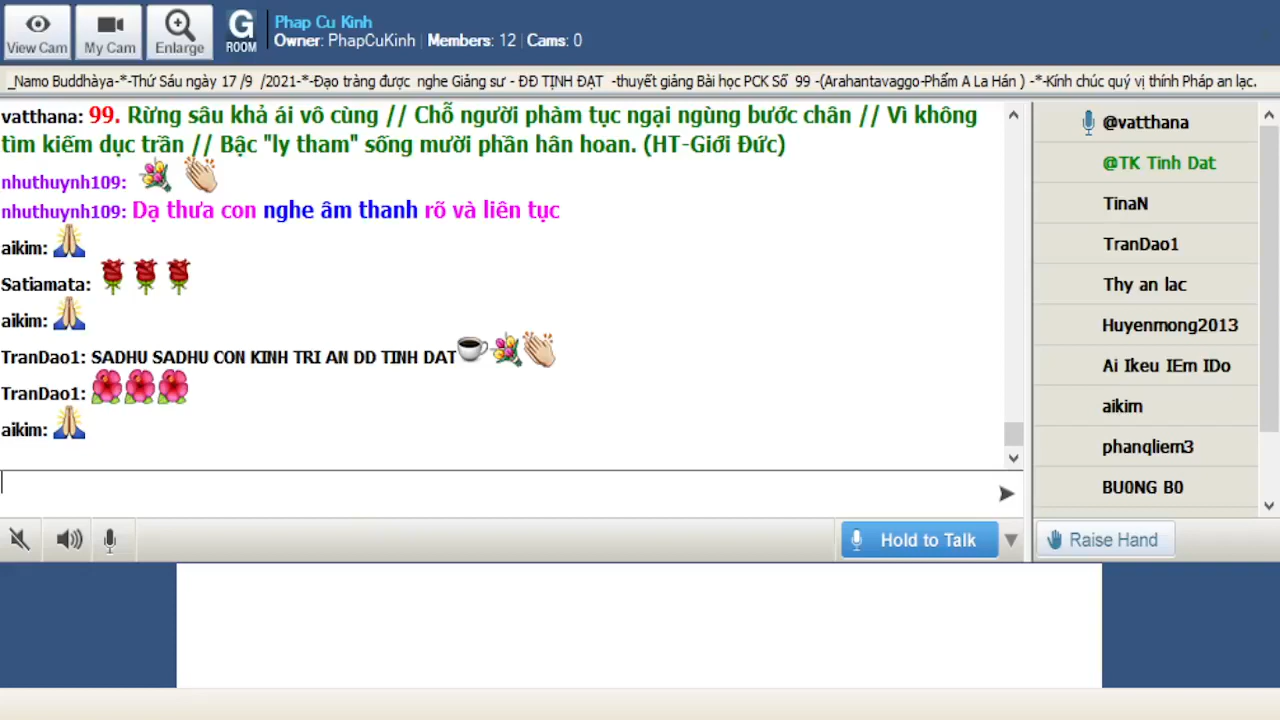 View Cam
My Cam
Enlarge
G
ROOM
Phap Cu Kinh
Owner: PhapCuKinh | Members: 12 | Cams: 0
_Namo Buddhàya-*-Thứ Sáu ngày 17 /9 /2021-*-Đạo tràng được nghe Giảng sư - ĐĐ TỊNH ĐẠT -thuyết giảng Bài học PCK Số 99 -(Arahantavaggo-Phẩm A La Hán ) -*-Kính chúc quý vị thính Pháp an lạc.
vatthana: 99. Rừng sâu khả ái vô cùng // Chỗ người phàm tục ngại ngùng bước chân // Vì không
tìm kiếm dục trần // Bậc "ly tham" sống mười phần hân hoan. (HT-Giới Đức)
nhuthuynh109:
nhuthuynh109: Dạ thưa con nghe âm thanh rõ và liên tục
aikim:
Satiamata:
aikim:
TranDao1: SADHU SADHU CON KINH TRI AN DD TINH DAT
TranDao1:
aikim:
@vatthana
@TK Tinh Dat
TinaN
TranDao1
Thy an lac
Huyenmong2013
Ai Ikeu IEm IDo
aikim
phanqliem3
BU0NG B0
Hold to Talk
Raise Hand